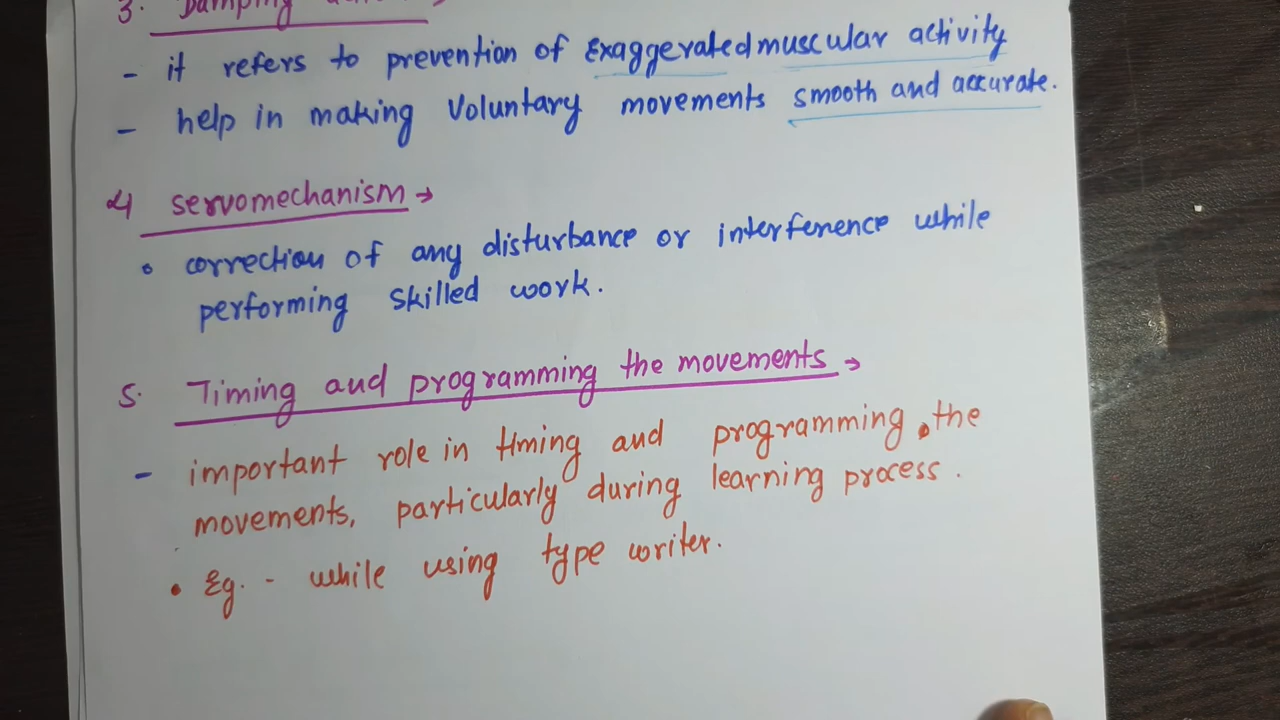 3. Damping
- it refers to prevention of Exaggerated muscular activity
- help in making Voluntary movements smooth and accurate.
4 servomechanism →
• correction of any disturbance or interference while
performing skilled work.
5. Timing and programming the movements →
- important role in timing and programming the
movements, particularly during learning process.
• Eg. - while using type writer.